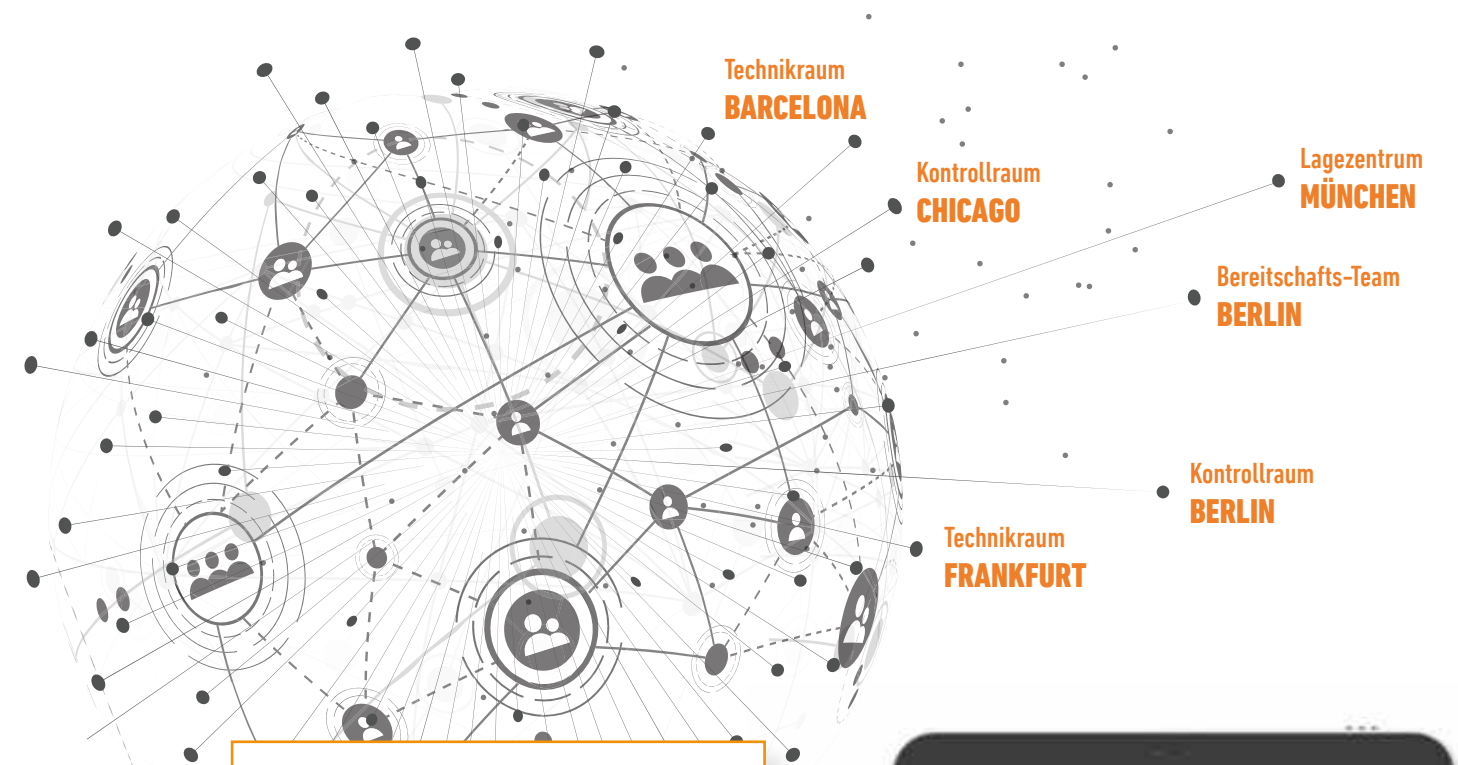 Technikraum
BARCELONA
Kontrollraum
CHICAGO
Lagezentrum
MÜNCHEN
Bereitschafts-Team
BERLIN
Kontrollraum
BERLIN
Technikraum
FRANKFURT